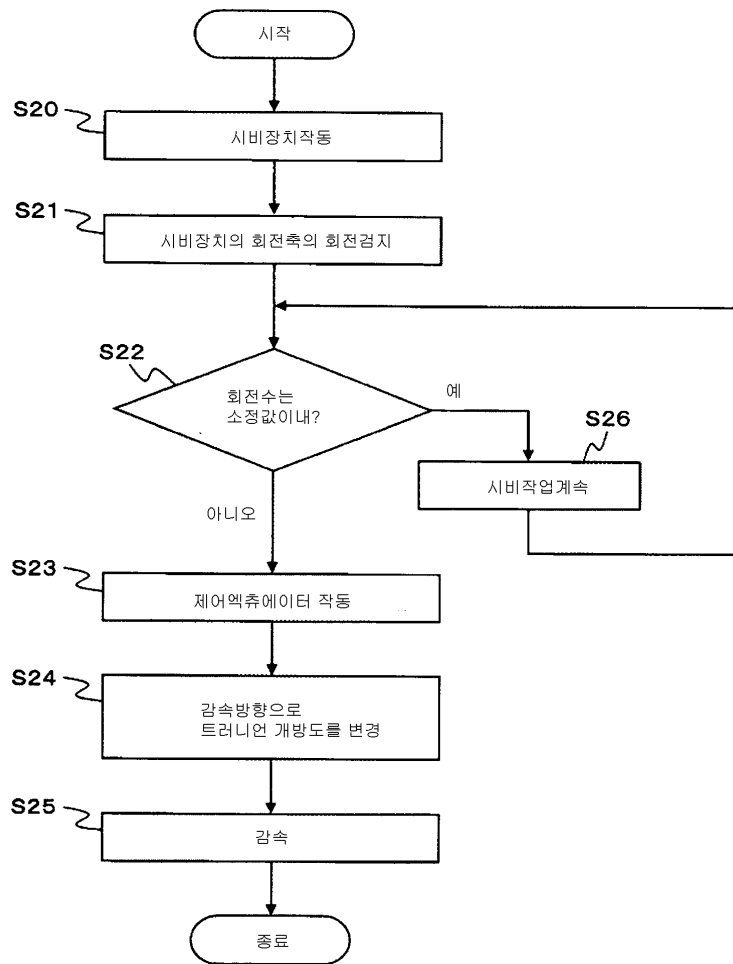 시작
S20
시비장치작동
S21
시비장치의 회전축의 회전검지
S22
회전수는
소정값이내?
예
S26
시비작업계속
아니오
S23
제어엑츄에이터 작동
S24
감속방향으로
트러니언 개방도를 변경
S25
감속
종료